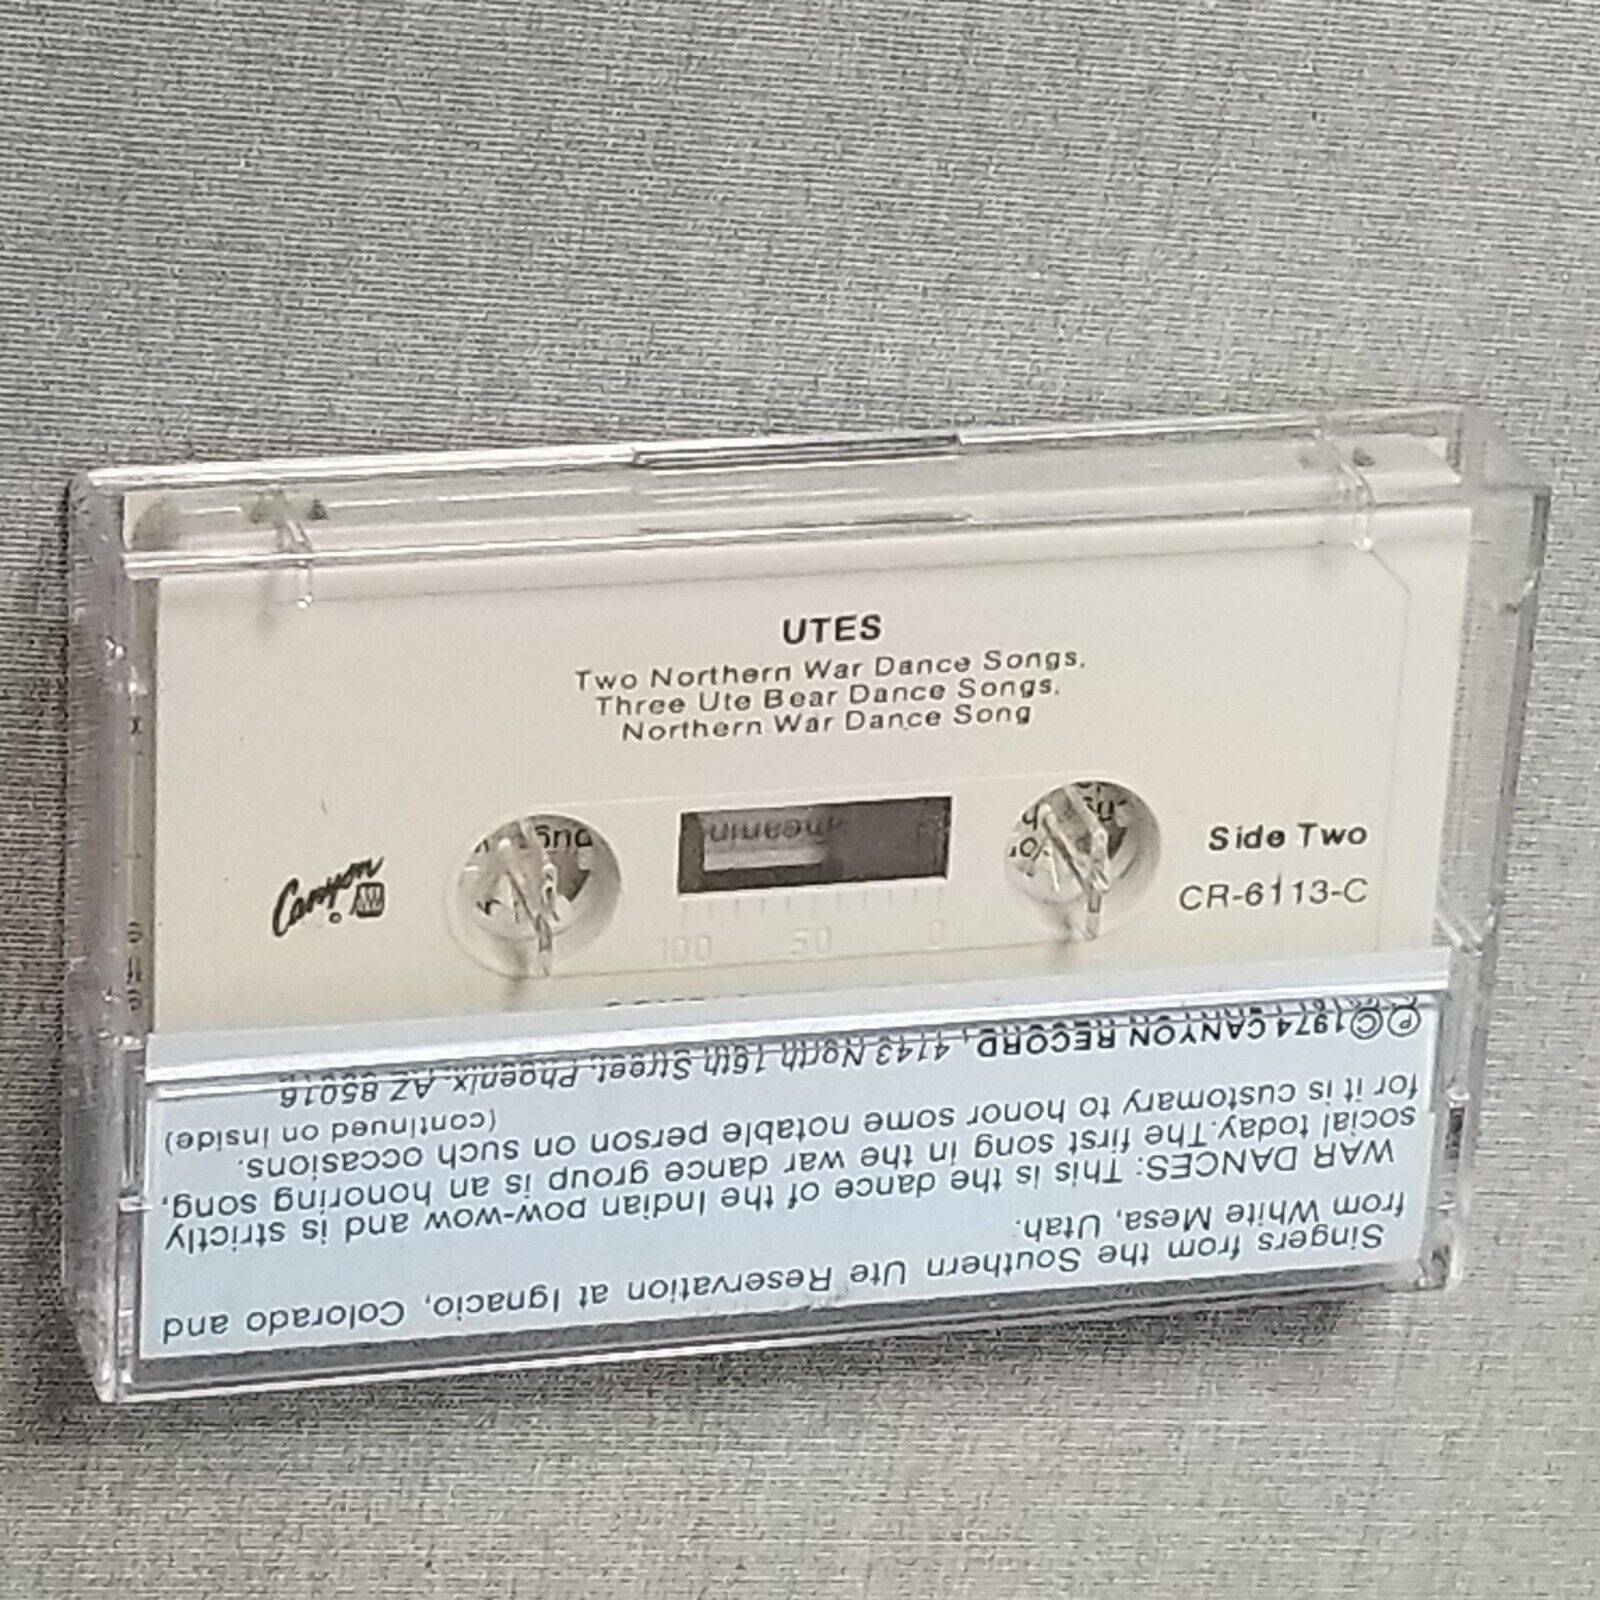 UTES
Two Northern War Dance Songs,
Three Ute Bear Dance Songs,
Northern War Dance Song
Canyon
Side Two
CR-6113-C
100 50 0
Singers from the Southern Ute Reservation at Ignacio, Colorado and
from White Mesa, Utah.
WAR DANCES: This is the dance of the Indian pow-wow and is strictly
social today. The first song in the war dance group is an honoring song,
for it is customary to honor some notable person on such occasions.
(continued on inside)
Ⓟ©1974 CANYON RECORD, 4143 North 16th Street, Phoenix, AZ 85016